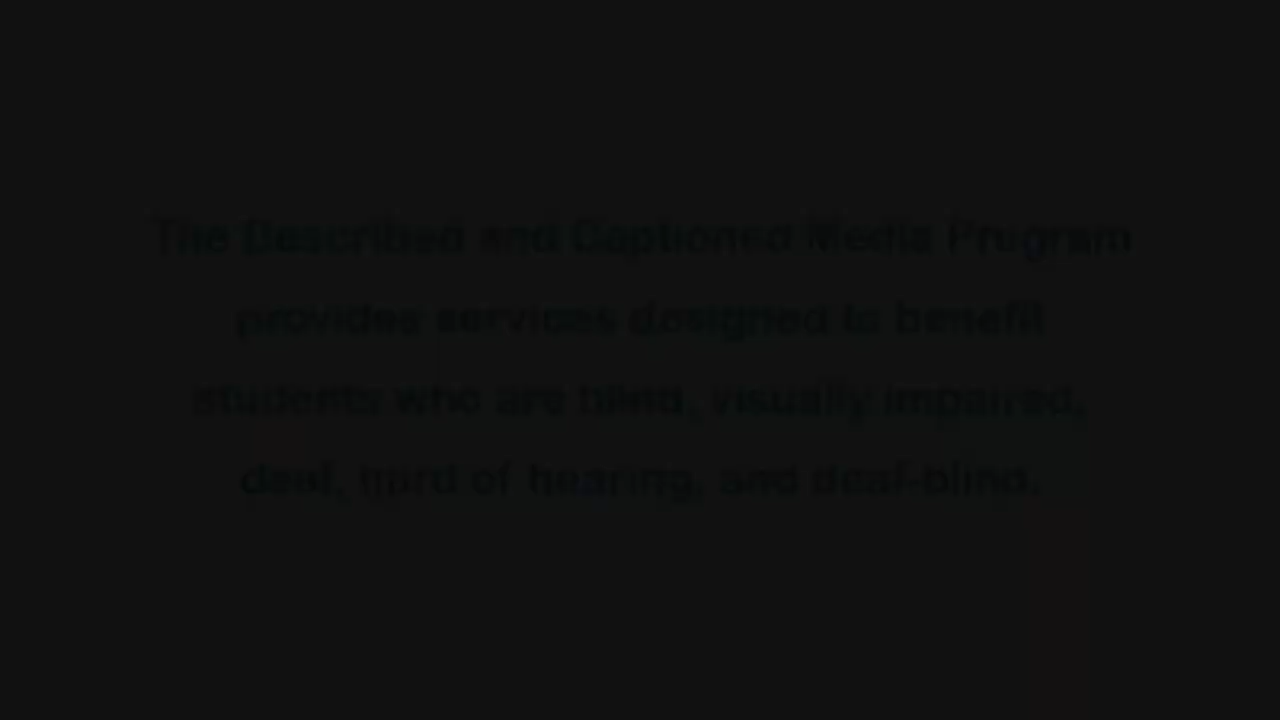 The Described and Captioned Media Program
provides services designed to benefit
students who are blind, visually impaired,
deaf, hard of hearing, and deaf-blind.